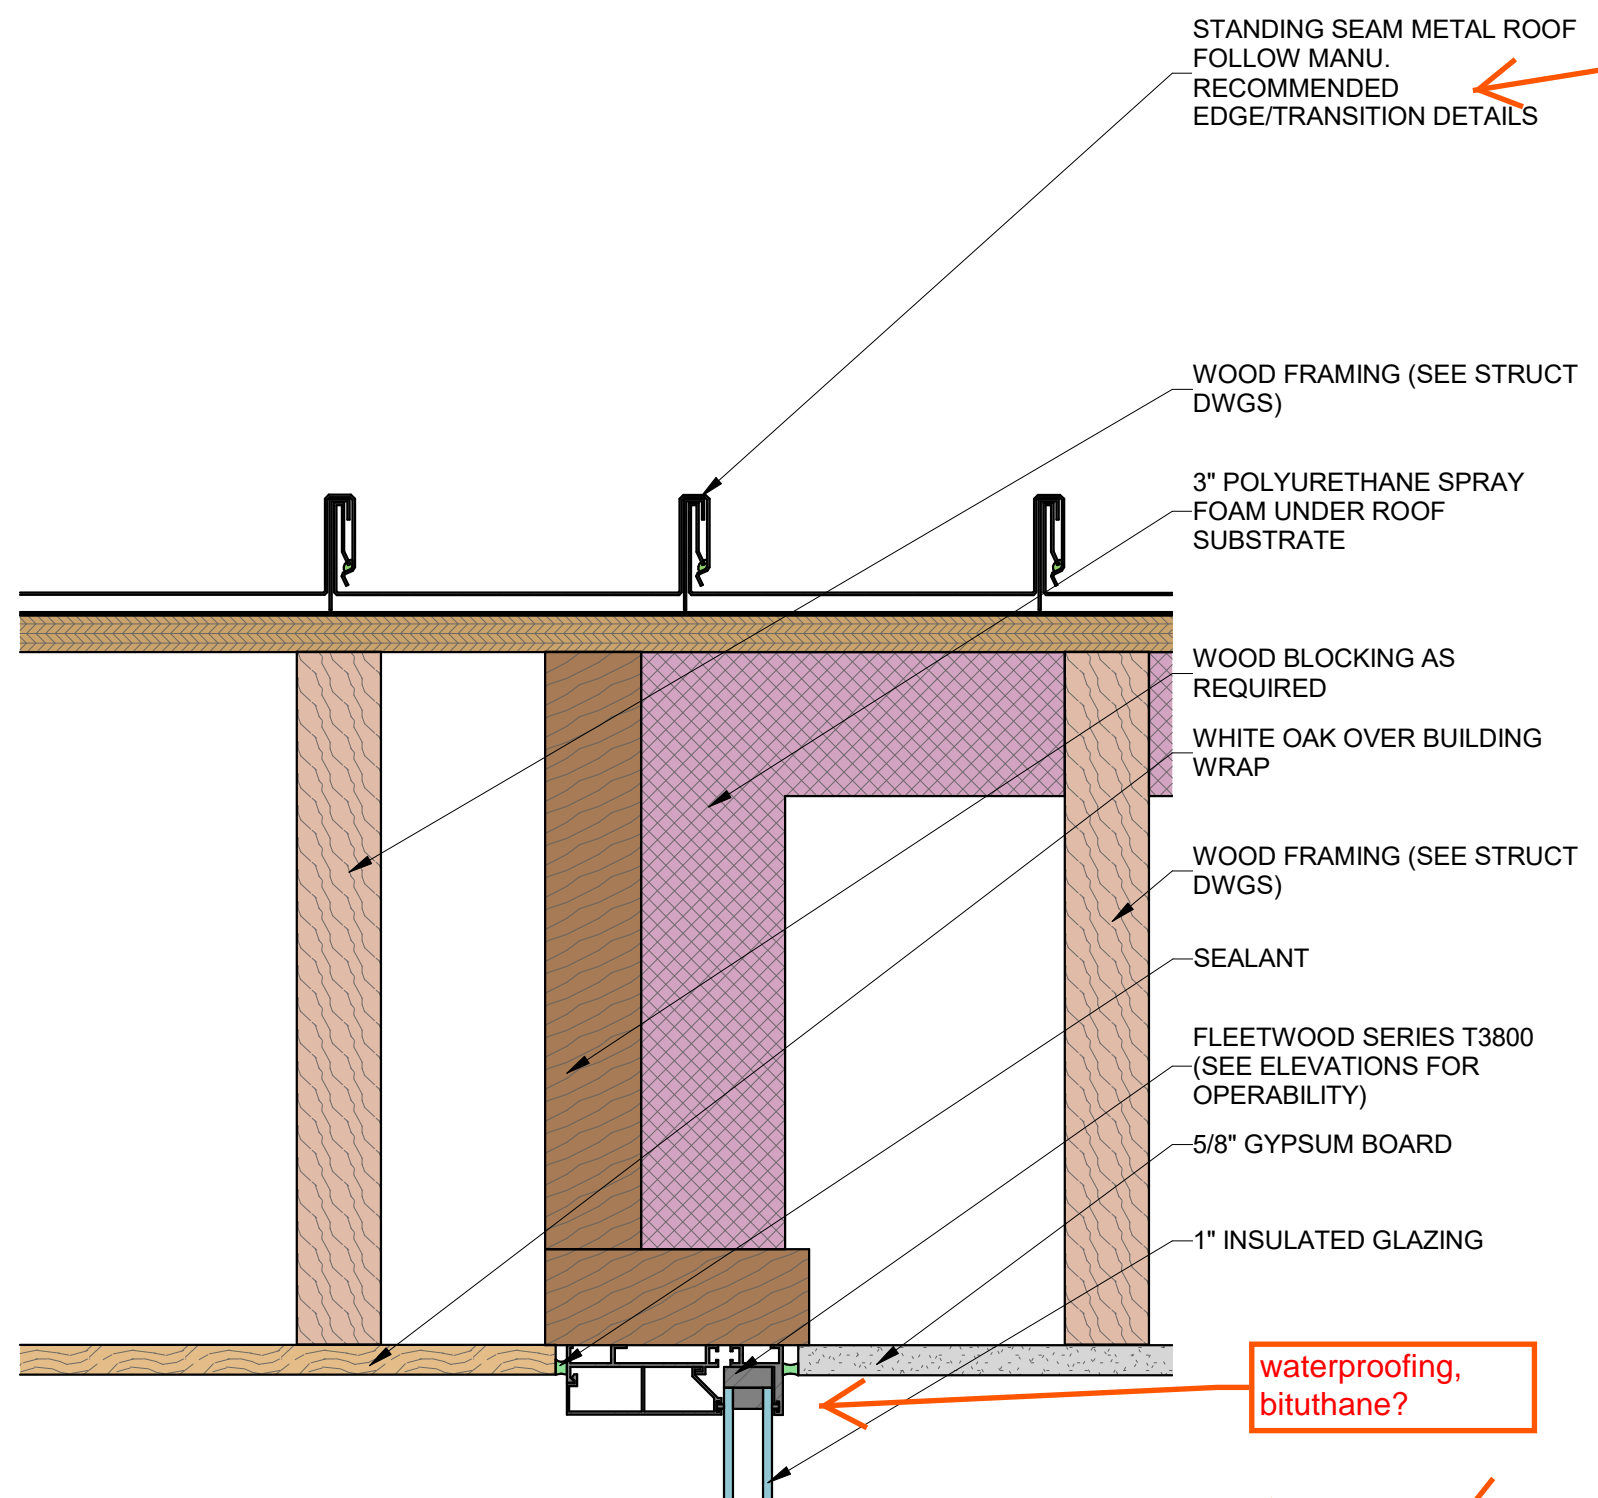 STANDING SEAM METAL ROOF
FOLLOW MANU.
RECOMMENDED
EDGE/TRANSITION DETAILS
WOOD FRAMING (SEE STRUCT
DWGS)
3" POLYURETHANE SPRAY
FOAM UNDER ROOF
SUBSTRATE
WOOD BLOCKING AS
REQUIRED
WHITE OAK OVER BUILDING
WRAP
WOOD FRAMING (SEE STRUCT
DWGS)
SEALANT
FLEETWOOD SERIES T3800
(SEE ELEVATIONS FOR
OPERABILITY)
5/8" GYPSUM BOARD
1" INSULATED GLAZING
waterproofing,
bituthane?